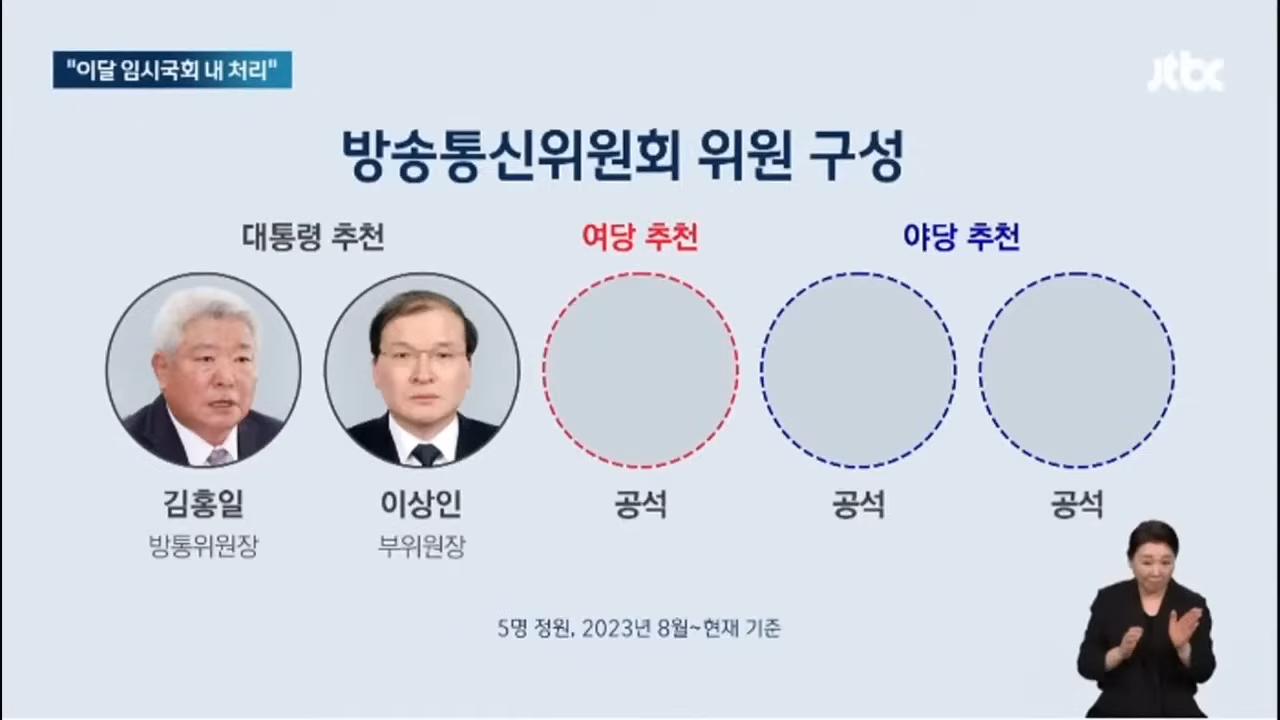 "이달 임시국회 내 처리"
jtbc
방송통신위원회 위원 구성
대통령 추천
여당 추천
야당 추천
김홍일
이상인
공석
공석
공석
방통위원장
부위원장
5명 정원, 2023년 8월~현재 기준